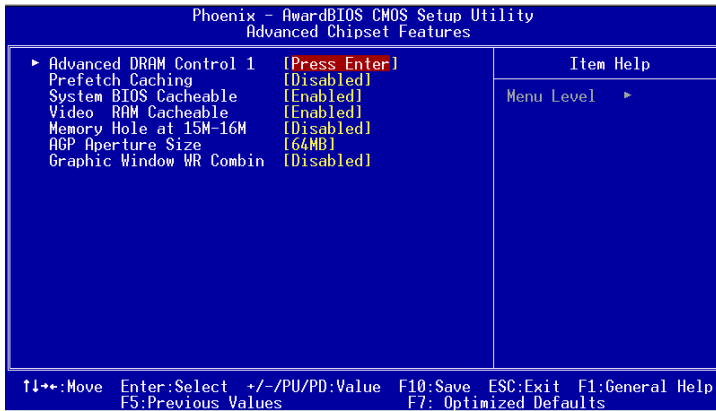 Phoenix - AwardBIOS CMOS Setup Utility
Advanced Chipset Features
► Advanced DRAM Control 1 [Press Enter]
Prefetch Caching [Disabled]
System BIOS Cacheable [Enabled]
Video RAM Cacheable [Enabled]
Memory Hole at 15M-16M [Disabled]
AGP Aperture Size [64MB]
Graphic Window WR Combin [Disabled]
Item Help
Menu Level ►
↑↓→←:Move Enter:Select +/-/PU/PD:Value F10:Save ESC:Exit F1:General Help
F5:Previous Values F7: Optimized Defaults